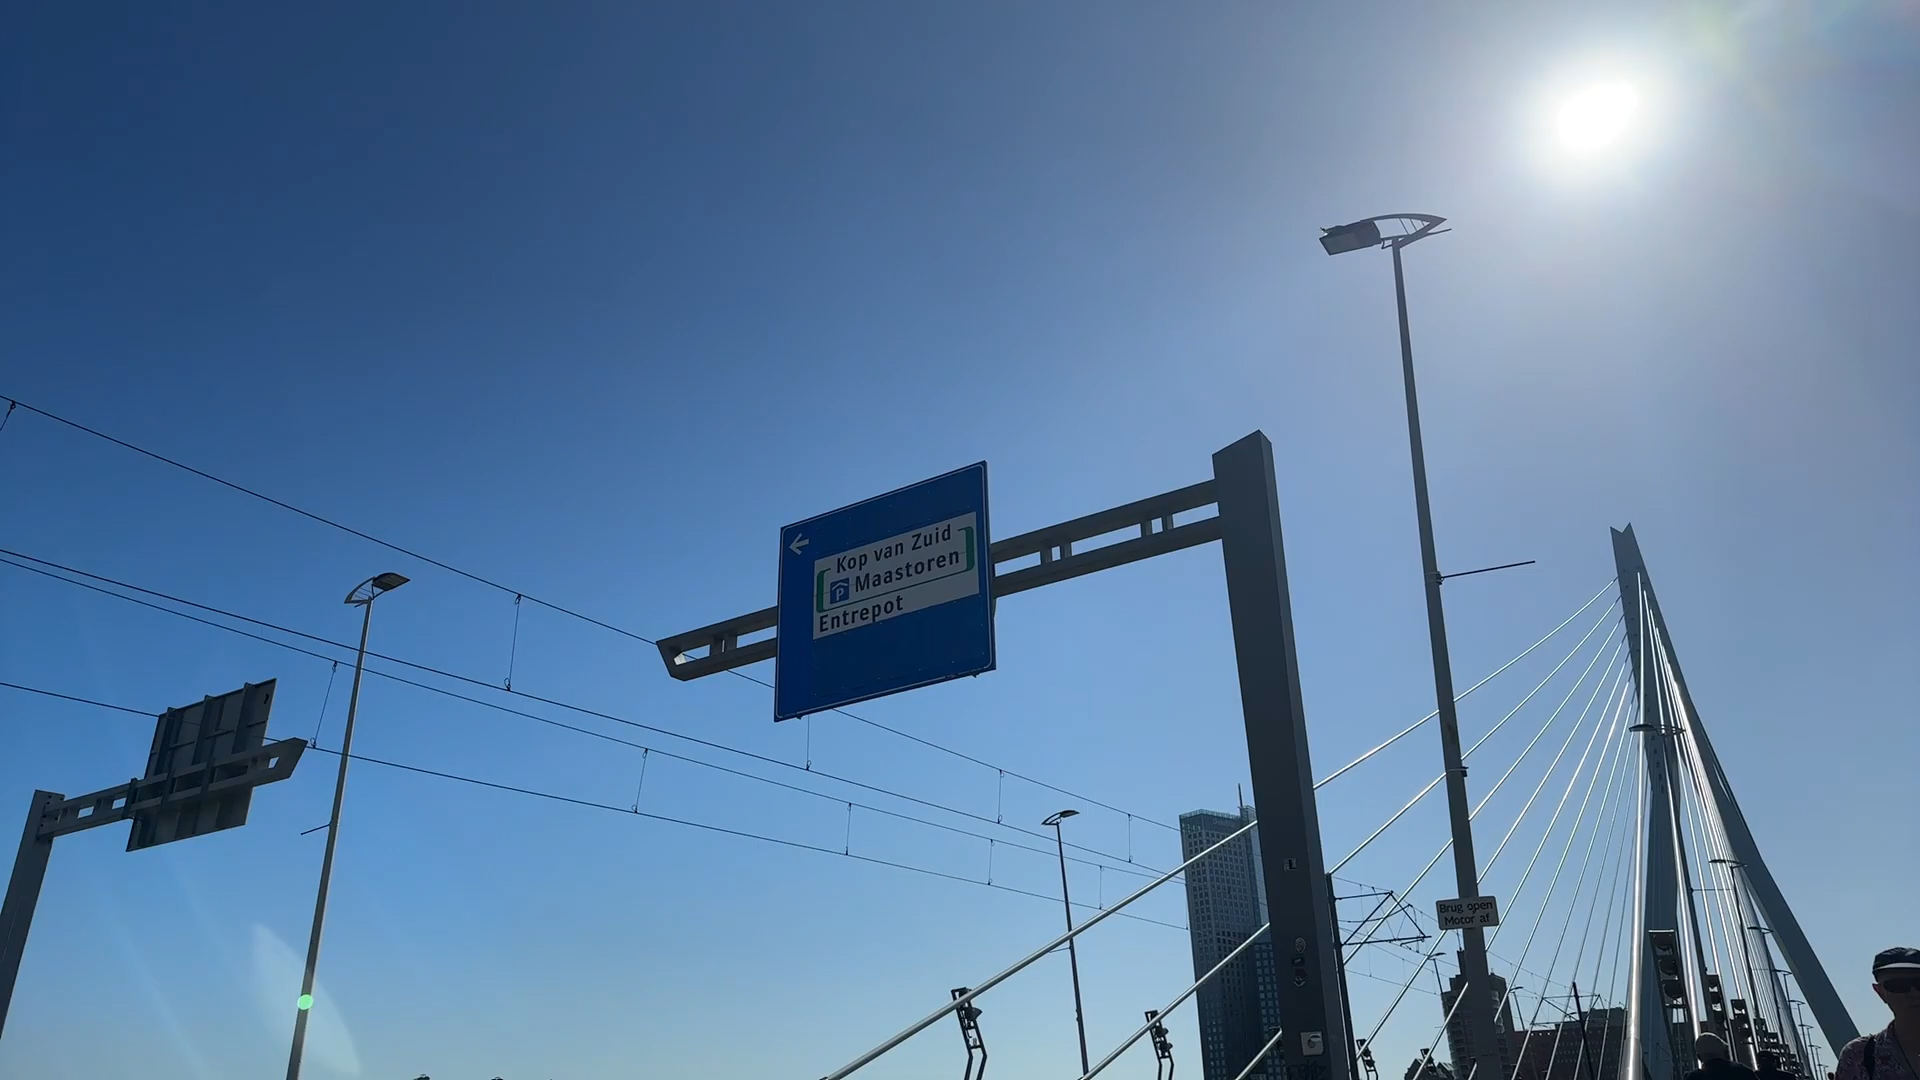 Kop van Zuid
P Maastoren
Entrepot
Brug open
Motor af